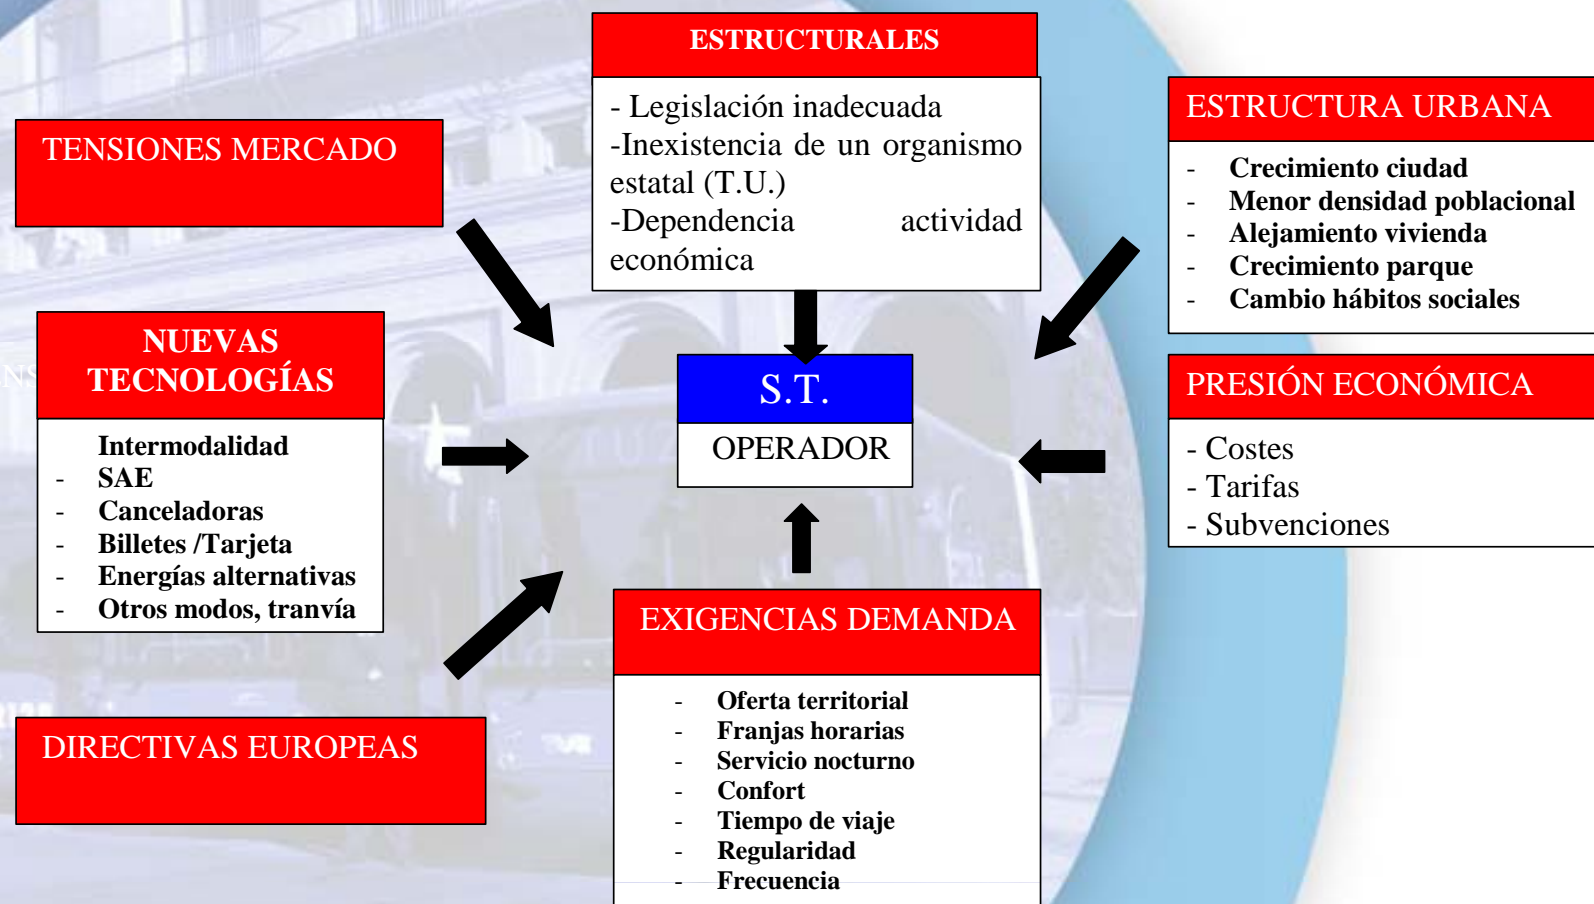 ESTRUCTURALES
- Legislación inadecuada
-Inexistencia de un organismo
estatal (T.U.)
-Dependencia actividad
económica
TENSIONES MERCADO
ESTRUCTURA URBANA
- Crecimiento ciudad
- Menor densidad poblacional
- Alejamiento vivienda
- Crecimiento parque
- Cambio hábitos sociales
NUEVAS
TECNOLOGÍAS
Intermodalidad
- SAE
- Canceladoras
- Billetes /Tarjeta
- Energías alternativas
- Otros modos, tranvía
S.T.
OPERADOR
PRESIÓN ECONÓMICA
- Costes
- Tarifas
- Subvenciones
DIRECTIVAS EUROPEAS
EXIGENCIAS DEMANDA
- Oferta territorial
- Franjas horarias
- Servicio nocturno
- Confort
- Tiempo de viaje
- Regularidad
- Frecuencia